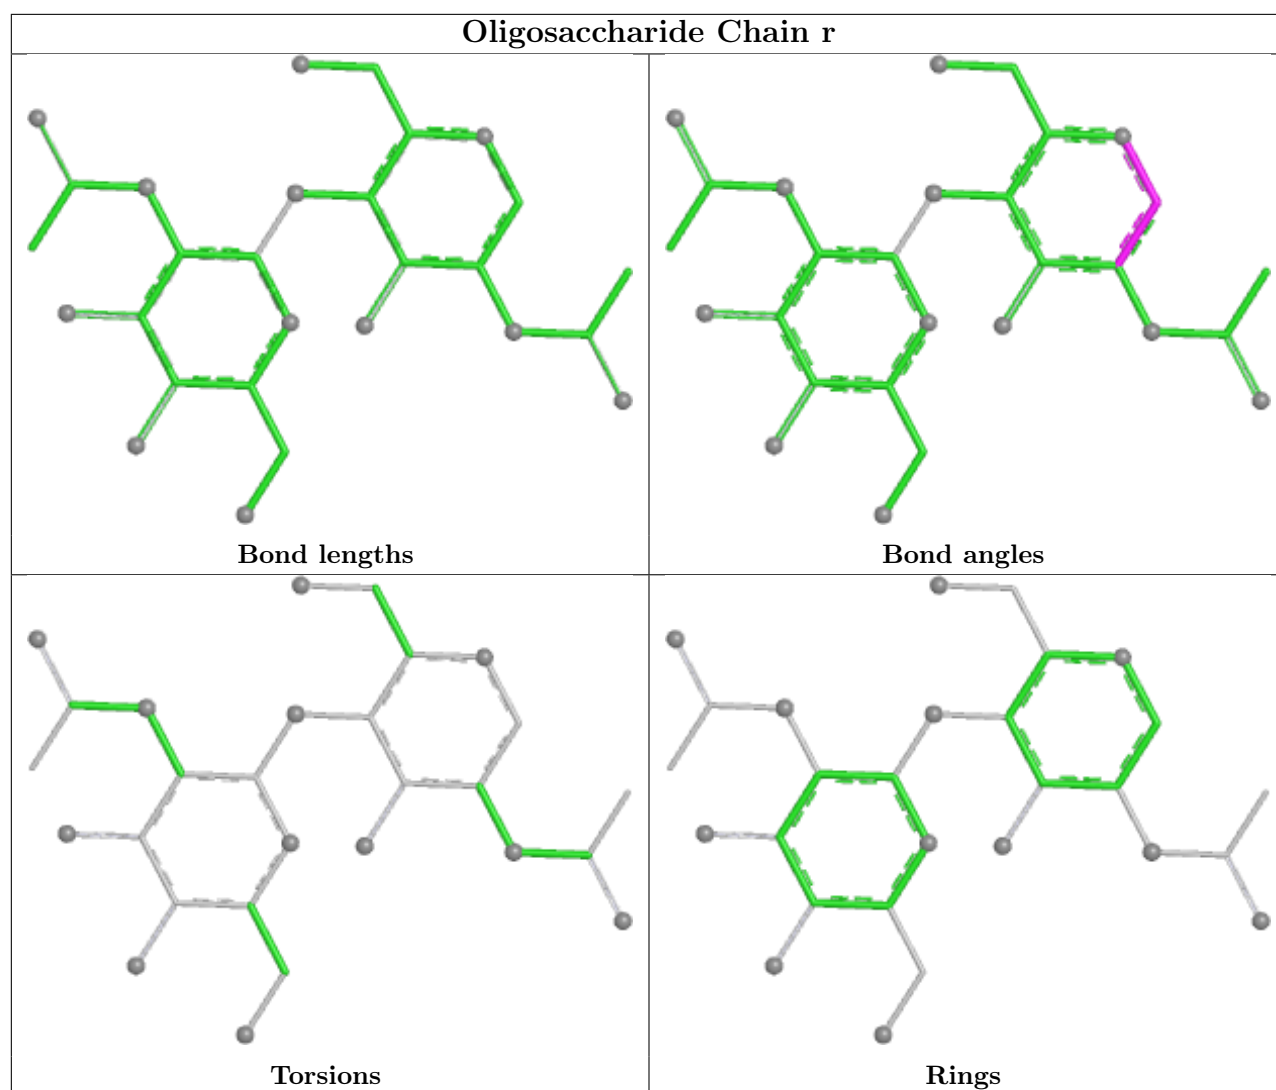 Oligosaccharide Chain r
Bond lengths
Bond angles
Torsions
Rings